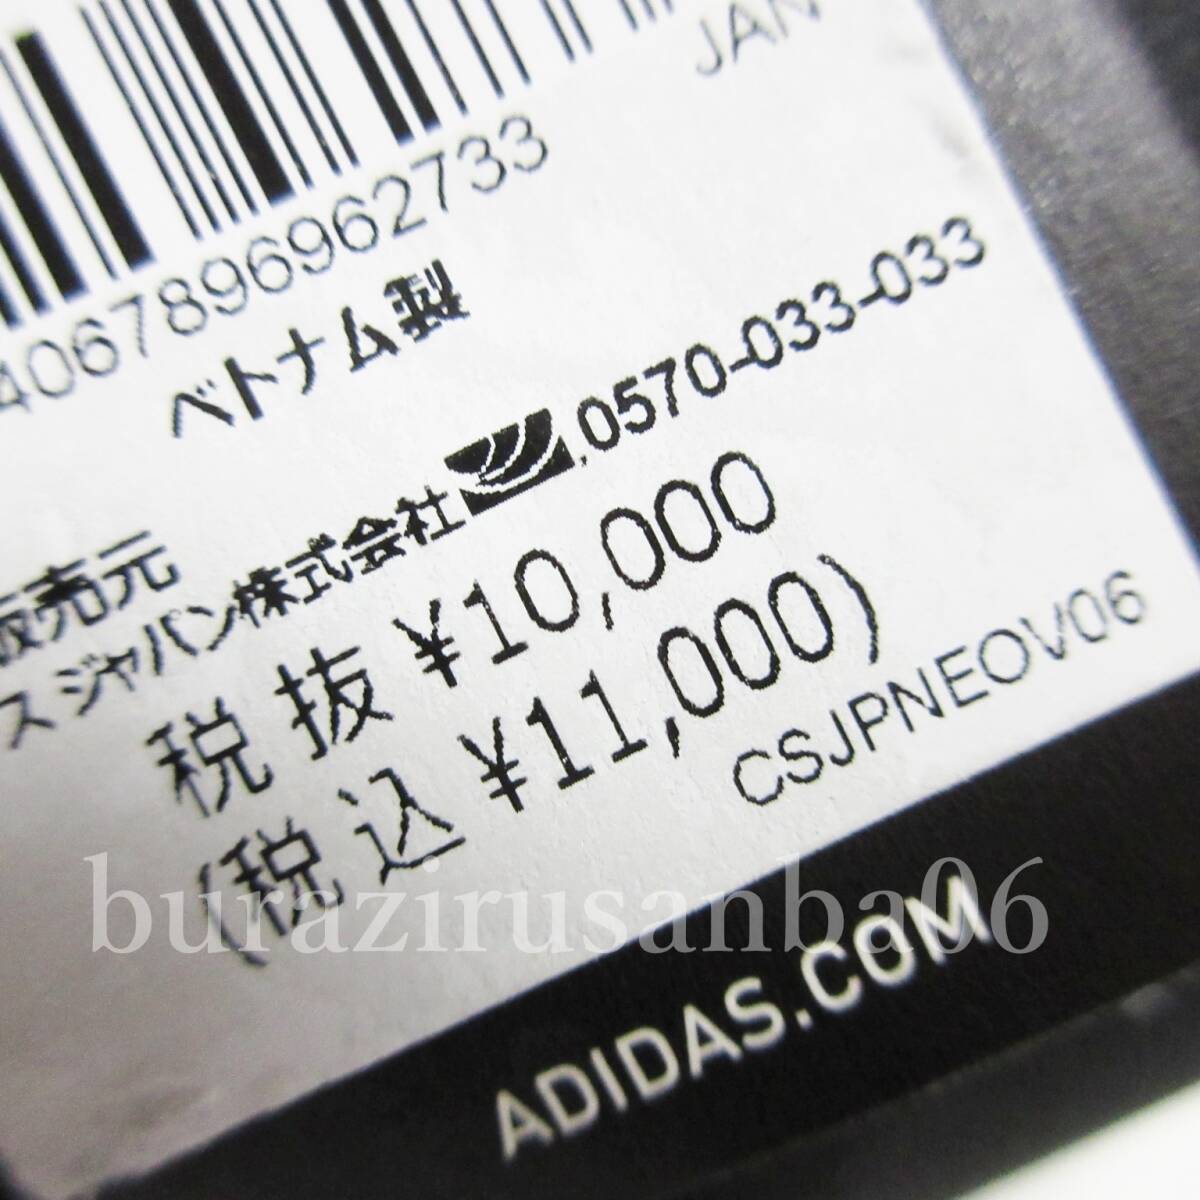 JAN
4067896962733
ベトナム製
販売元
ス ジャパン株式会社 0570-033-033
税 抜 ¥10,000
(税 込 ¥11,000)
CSJPNEOV06
burazirusanba06
ADIDAS.COM